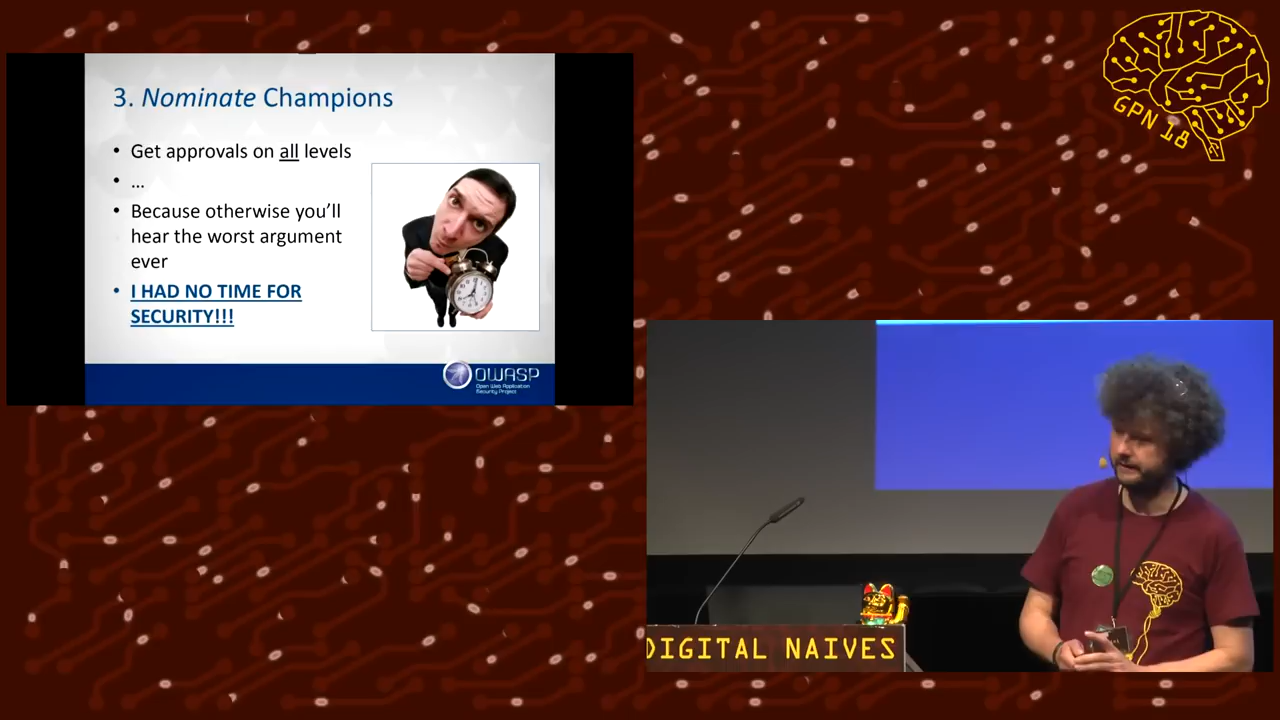 3. Nominate Champions
• Get approvals on all levels
• ...
• Because otherwise you'll
hear the worst argument
ever
• I HAD NO TIME FOR
SECURITY!!!
OWASP
Open Web Application
Security Project
GPN 18
DIGITAL NAIVES